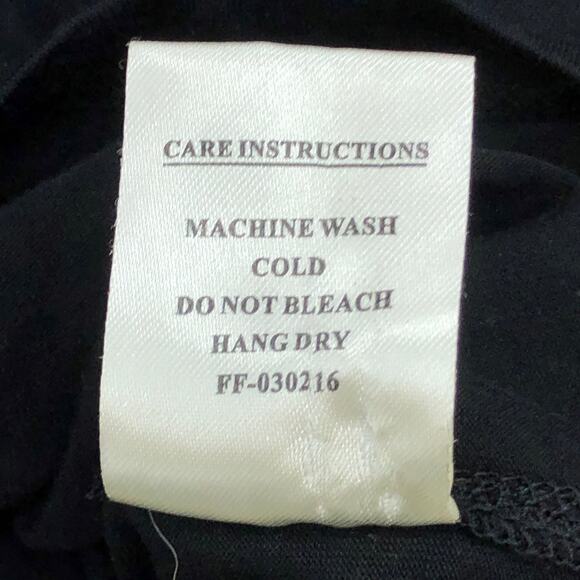 CARE INSTRUCTIONS
MACHINE WASH
COLD
DO NOT BLEACH
HANG DRY
FF-030216